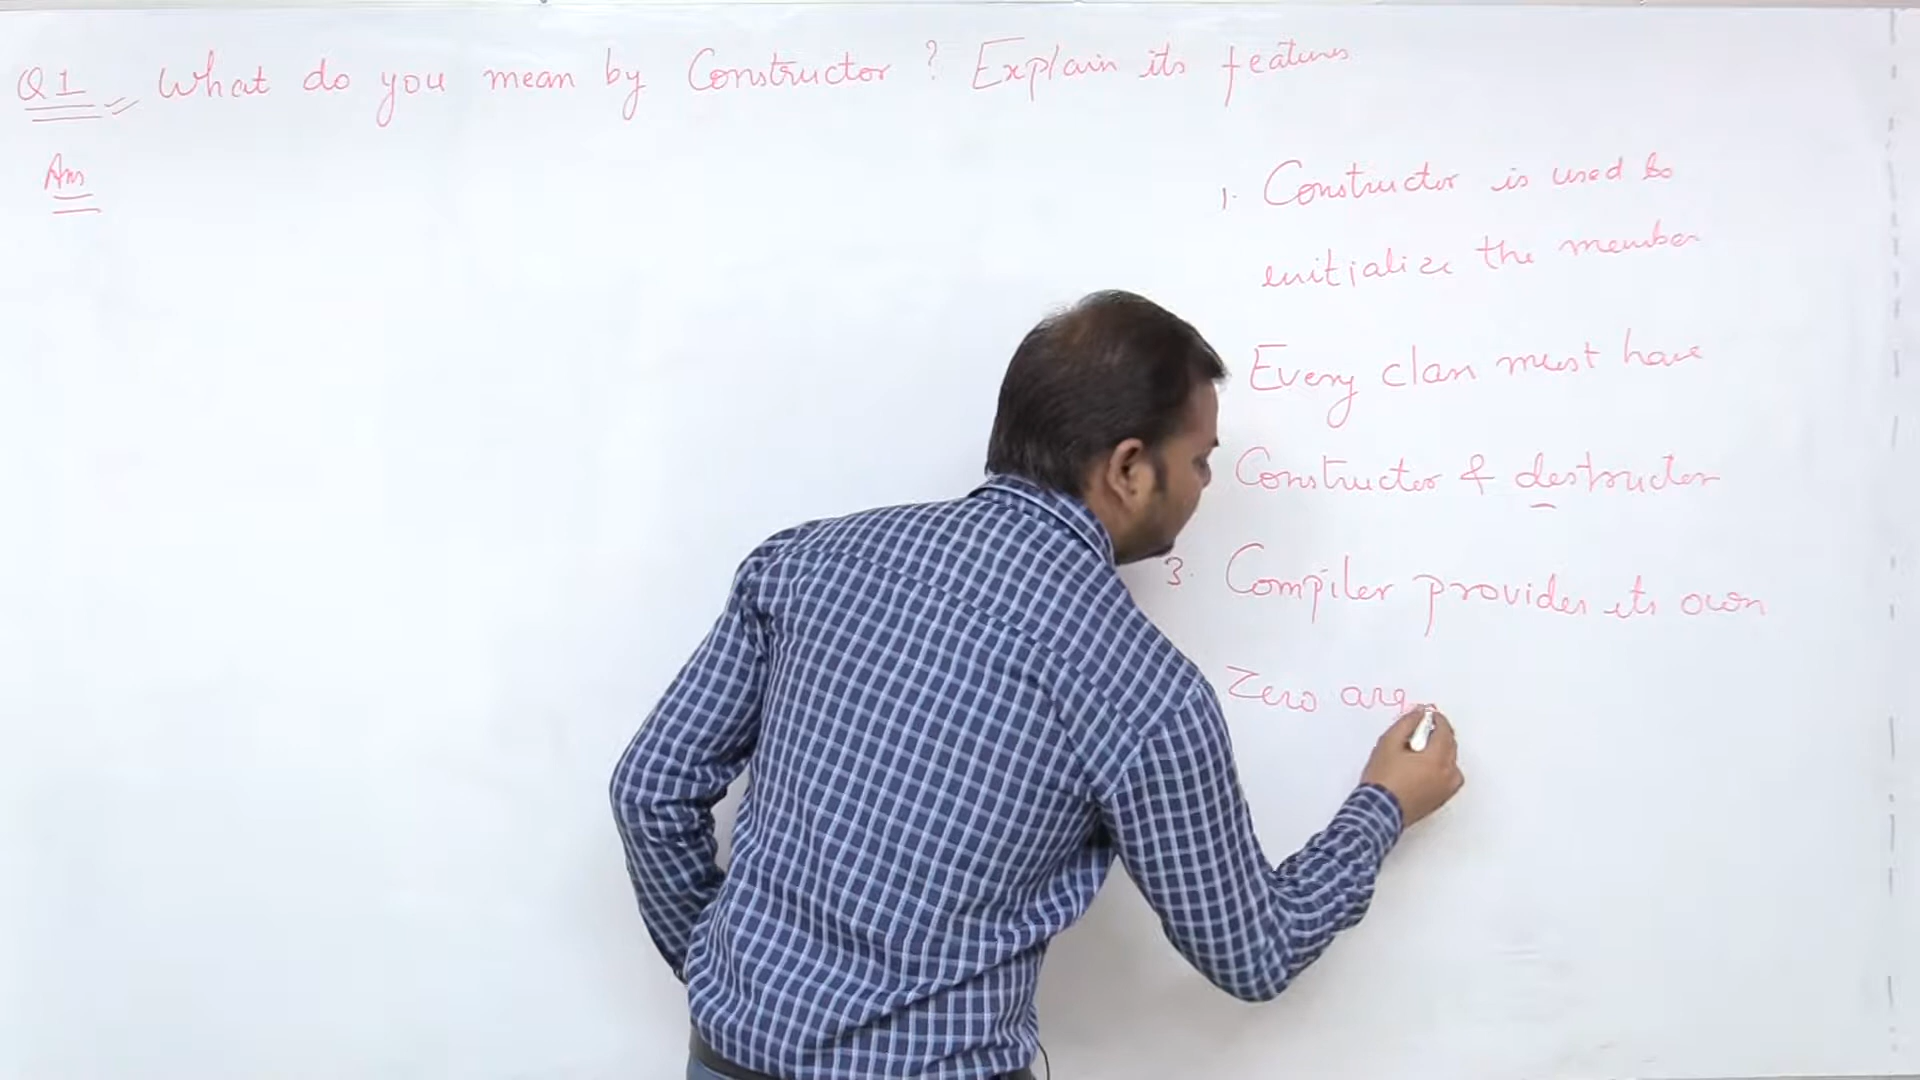 Q1 What do you mean by Constructor ? Explain its features
Ans
1. Constructor is used to
initialize the member
Every class must have
Constructor & destructor
3. Compiler provides its own
Zero arg